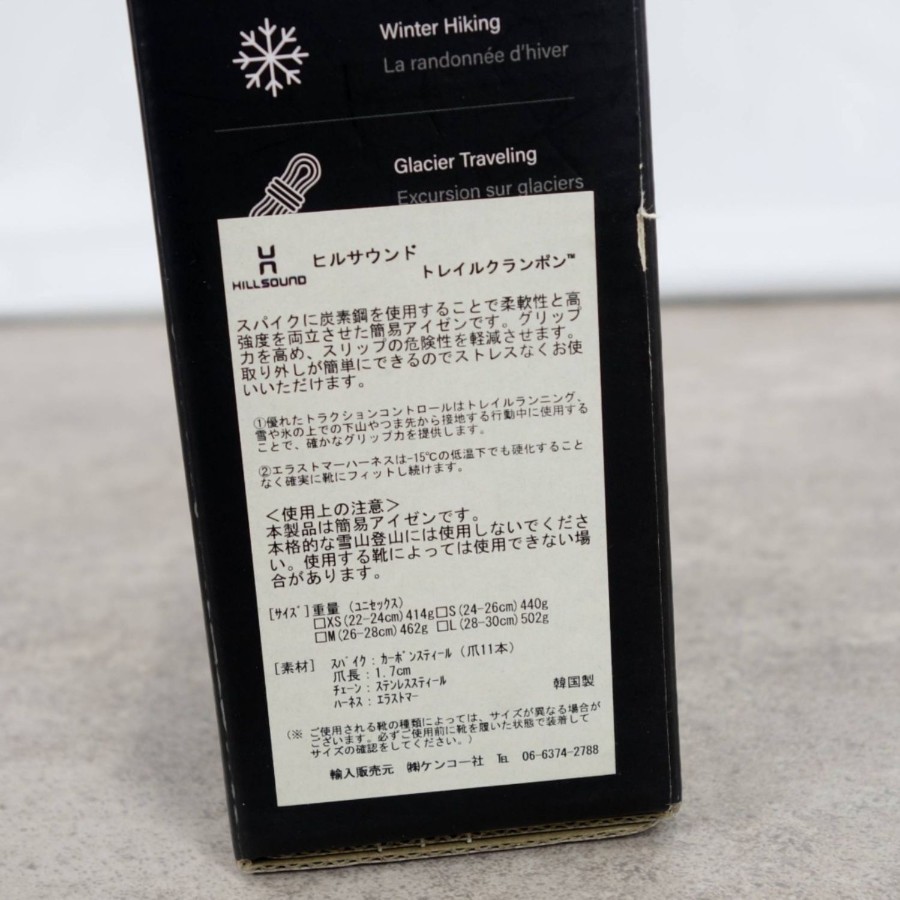 Winter Hiking
La randonnée d'hiver
Glacier Traveling
Excursion sur glaciers
HILLSOUND
ヒルサウンド
トレイルクランポン™
スパイクに炭素鋼を使用することで柔軟性と高
強度を両立させた簡易アイゼンです。グリップ
力を高め、スリップの危険性を軽減させます。
取り外しが簡単にできるのでストレスなくお使
いいただけます。
①優れたトラクションコントロールはトレイルランニング、
雪や氷の上での下山やつま先から接地する行動中に使用する
ことで、確かなグリップ力を提供します。
②エラストマーハーネスは-15℃の低温下でも硬化すること
なく確実に靴にフィットし続けます。
＜使用上の注意＞
本製品は簡易アイゼンです。
本格的な雪山登山には使用しないでくださ
い。使用する靴によっては使用できない場
合があります。
[ｻｲｽﾞ] 重量 (ﾕﾆｾｯｸｽ)
□XS(22-24cm)414g□S(24-26cm)440g
□M(26-28cm)462g □L(28-30cm)502g
[素材] ｽﾊﾟｲｸ：ｶｰﾎﾞﾝｽﾃｨｰﾙ（爪11本）
爪長：1.7cm
ﾁｪｰﾝ：ｽﾃﾝﾚｽｽﾃｨｰﾙ
ﾊｰﾈｽ：ｴﾗｽﾄﾏｰ 韓国製
(※ ご使用される靴の種類によっては、サイズが異なる場合が
ございます。必ずご使用前に靴を履いた状態で装着して
サイズの確認をしてください。)
輸入販売元 ㈱ケンコー社 ℡ 06-6374-2788